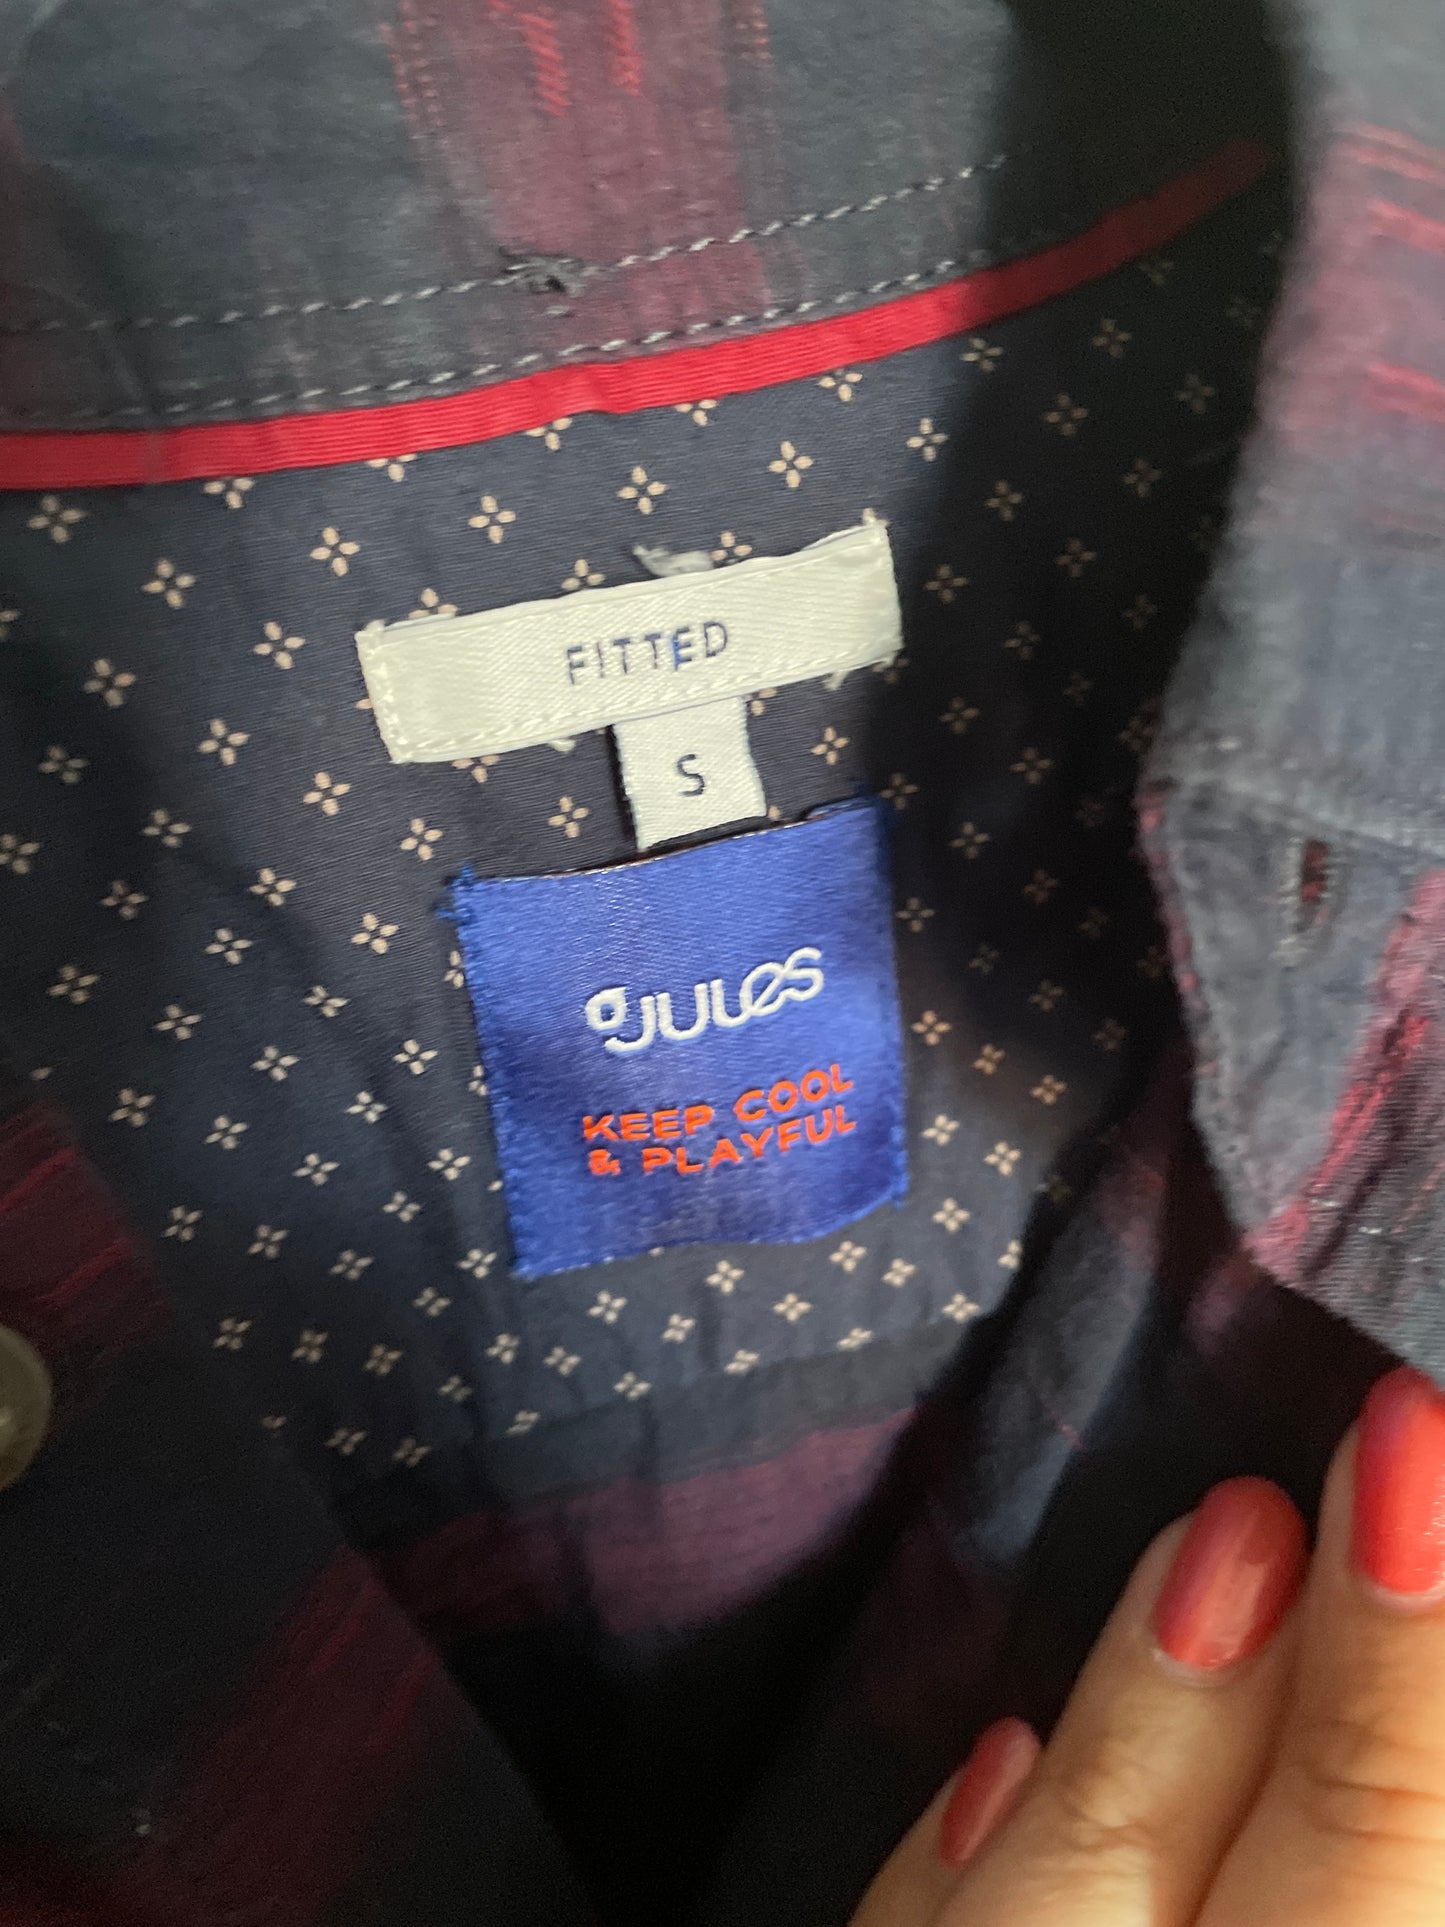 FITTED
S
JULES
KEEP COOL
& PLAYFUL